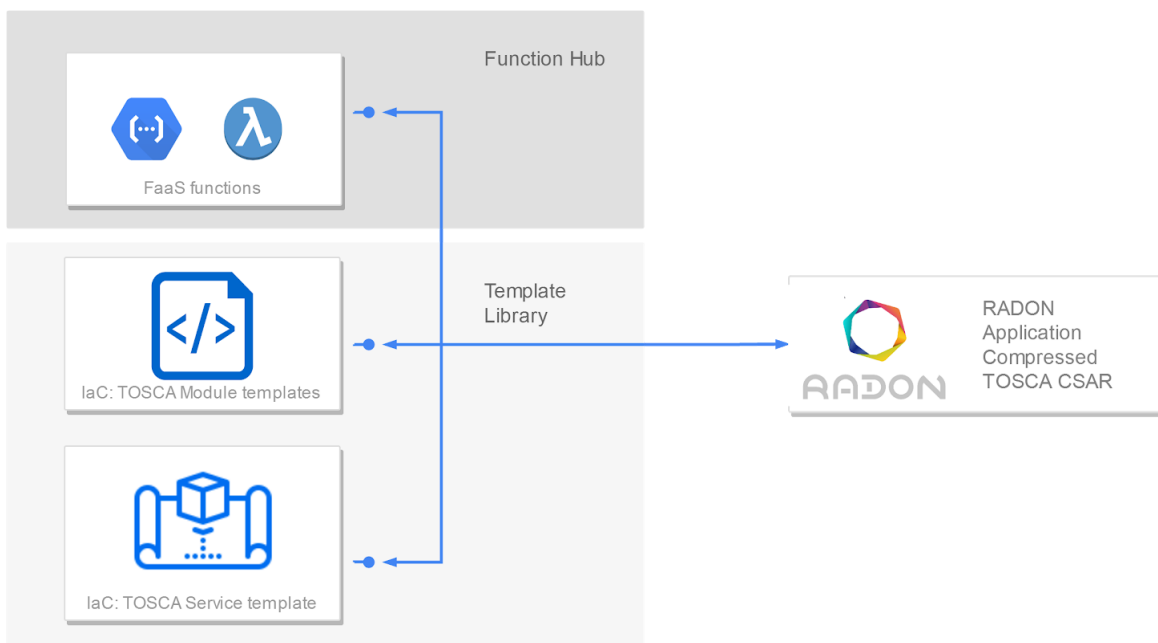 Function Hub
FaaS functions
</>
IaC: TOSCA Module templates
Template
Library
IaC: TOSCA Service template
RADON
RADON
Application
Compressed
TOSCA CSAR